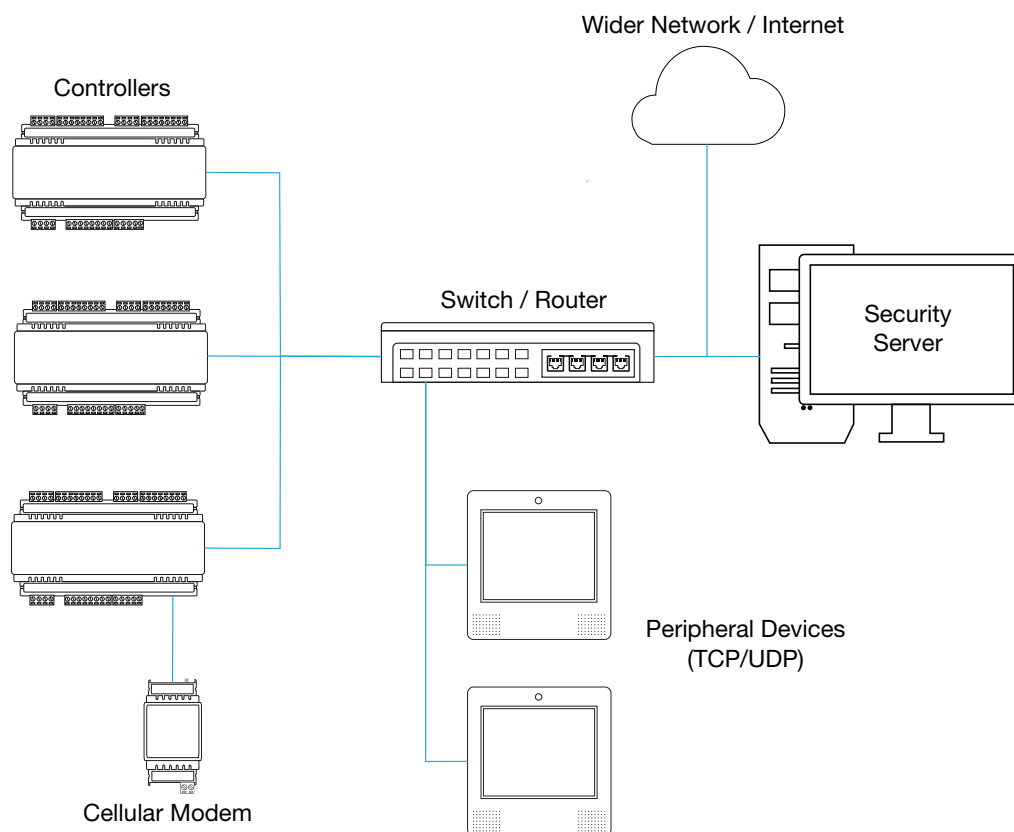 Wider Network / Internet
Controllers
Switch / Router
Security
Server
Peripheral Devices
(TCP/UDP)
Cellular Modem